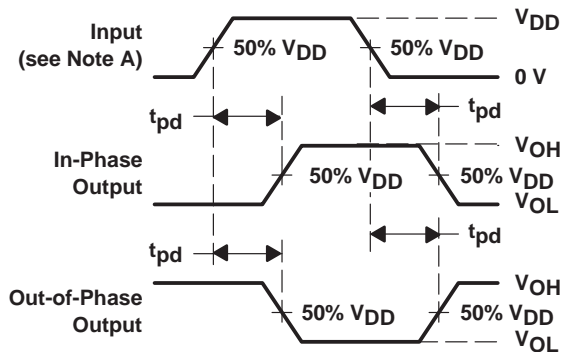 VDD
Input
(see Note A)
50% VDD
50% VDD
0 V
tpd
tpd
In-Phase
Output
VOH
50% VDD
50% VDD
VOL
tpd
tpd
Out-of-Phase
Output
VOH
50% VDD
50% VDD
VOL